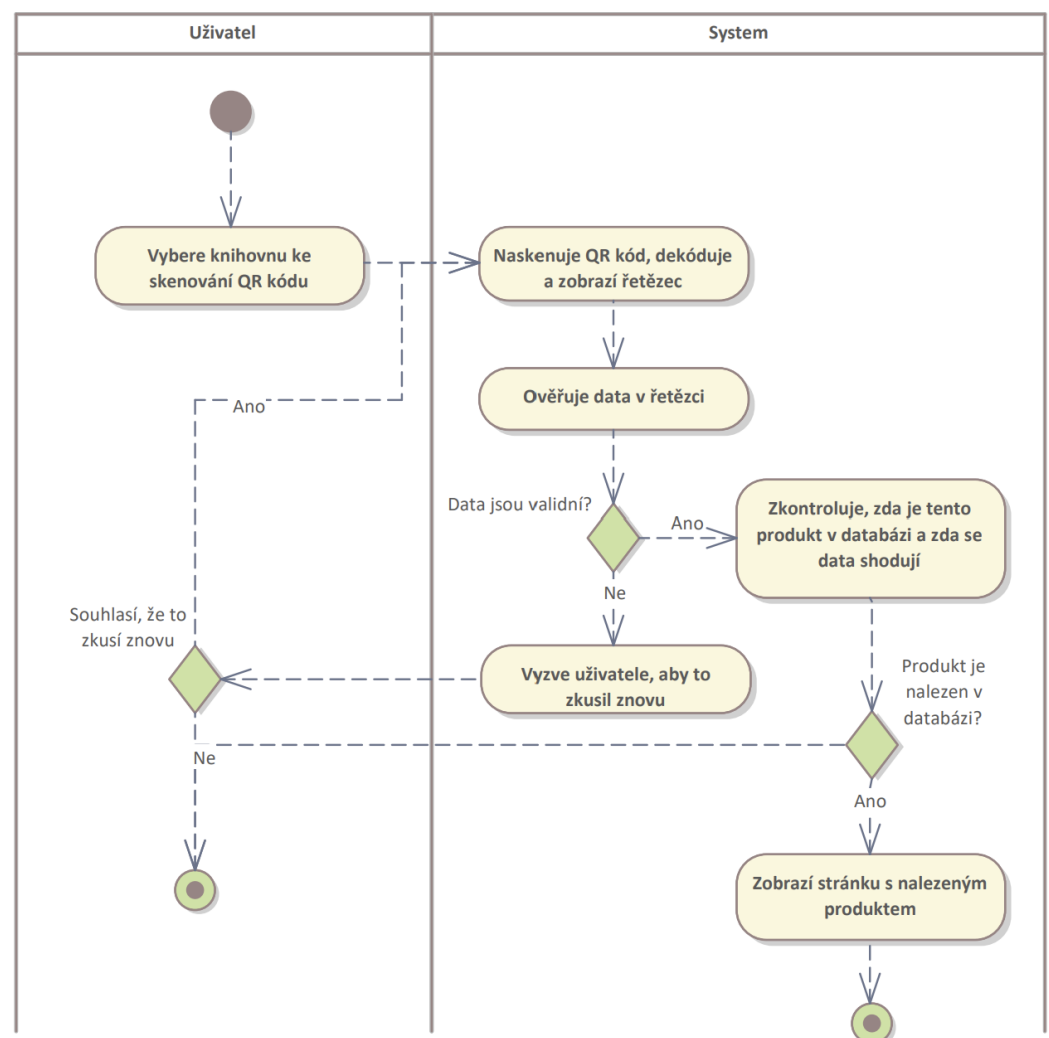 Uživatel
System
Vybere knihovnu ke
skenování QR kódu
Naskenuje QR kód, dekóduje
a zobrazí řetězec
Ověřuje data v řetězci
Ano
Data jsou validní?
Ano
Zkontroluje, zda je tento
produkt v databázi a zda se
data shodují
Ne
Souhlasí, že to
zkusí znovu
Vyzve uživatele, aby to
zkusil znovu
Produkt je
nalezen v
databázi?
Ne
Ano
Zobrazí stránku s nalezeným
produktem